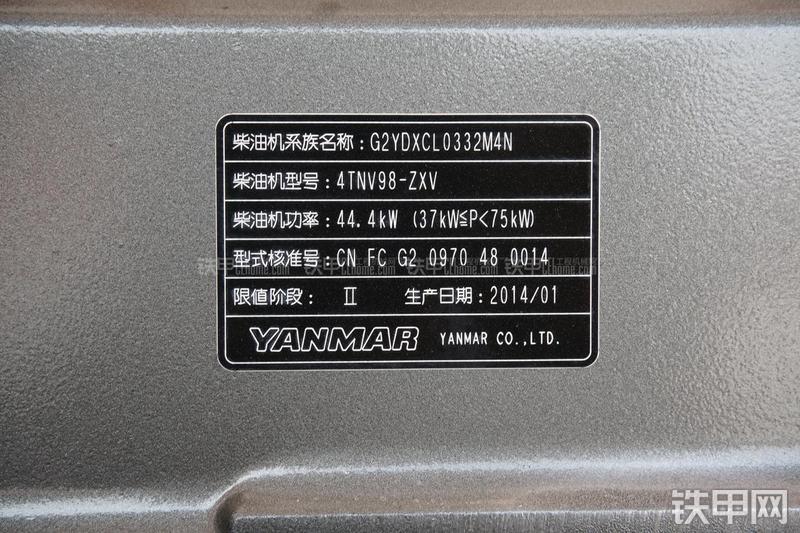 柴油机系族名称：G2YDXCL0332M4N
柴油机型号：4TNV98-ZXV
柴油机功率：44.4kW (37kW≦P<75kW)
型式核准号：CN FC G2 0970 48 0014
限值阶段： Ⅱ 生产日期：2014/01
YANMAR YANMAR CO.,LTD.
铁甲网